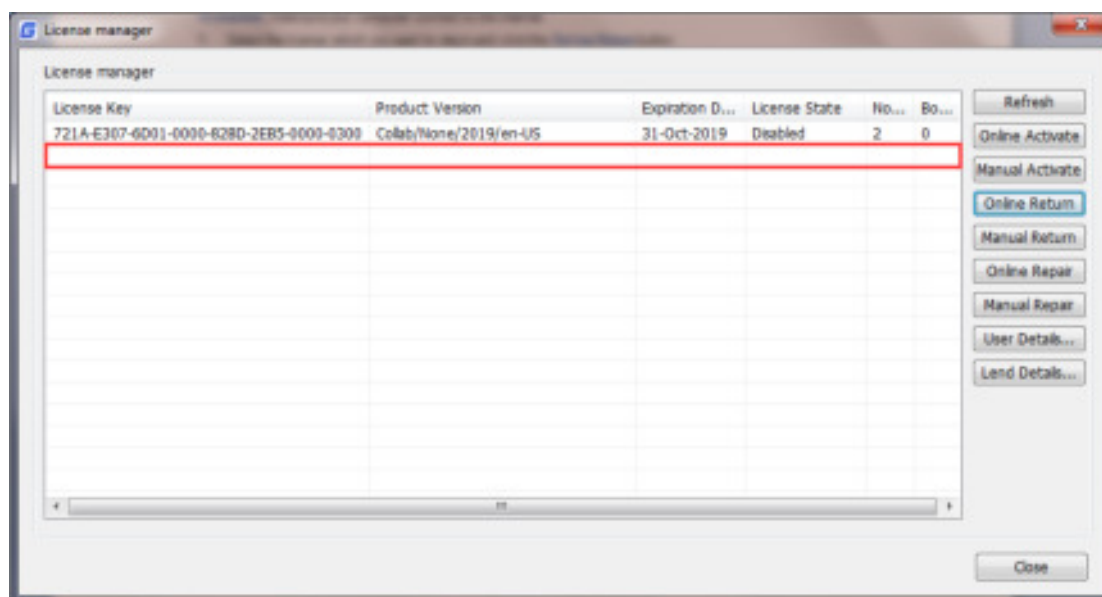 License manager
License manager
License Key Product Version Expiration D... License State No... Bo...
721A-E307-6D01-0000-828D-2EB5-0000-0300 Collab/None/2019/en-US 31-Oct-2019 Disabled 2 0
Refresh
Online Activate
Manual Activate
Online Return
Manual Return
Online Repair
Manual Repair
User Details...
Lend Details...
Close